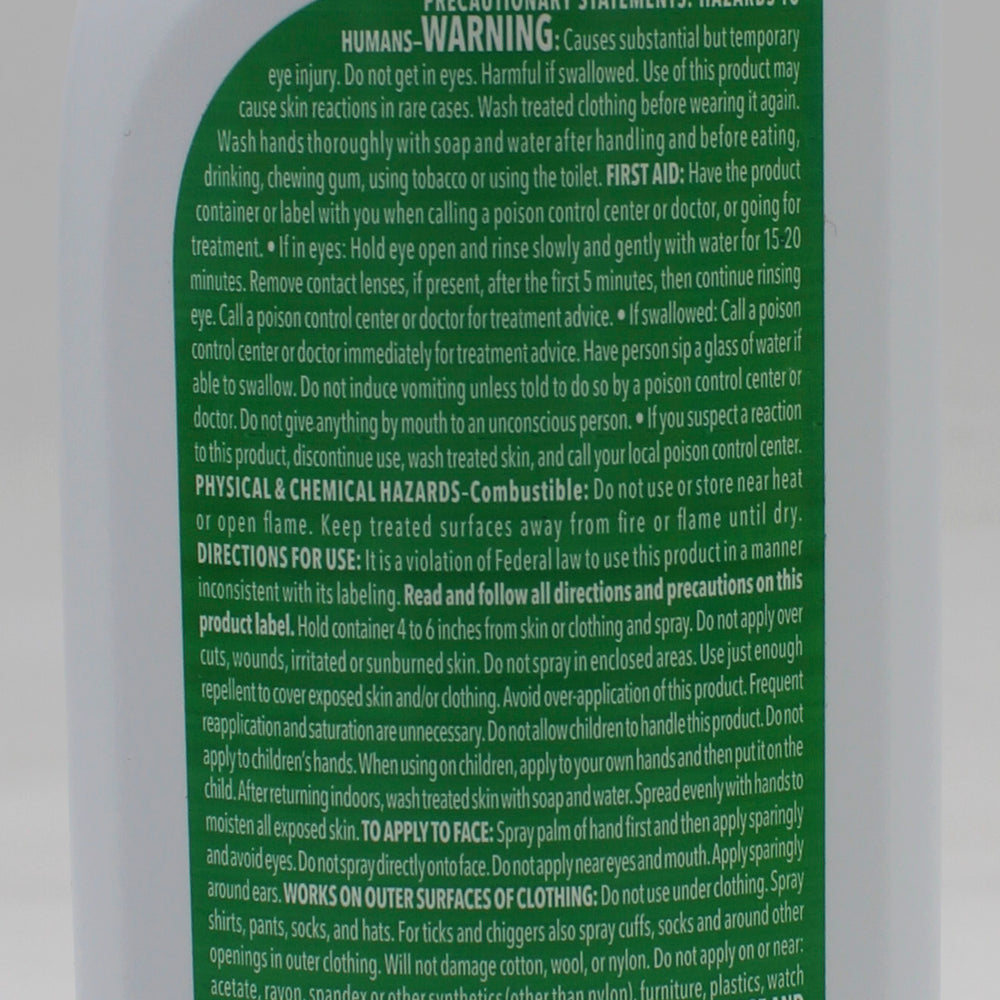 PRECAUTIONARY STATEMENTS: HAZARDS TO
HUMANS–WARNING: Causes substantial but temporary
eye injury. Do not get in eyes. Harmful if swallowed. Use of this product may
cause skin reactions in rare cases. Wash treated clothing before wearing it again.
Wash hands thoroughly with soap and water after handling and before eating,
drinking, chewing gum, using tobacco or using the toilet. FIRST AID: Have the product
container or label with you when calling a poison control center or doctor, or going for
treatment. • If in eyes: Hold eye open and rinse slowly and gently with water for 15-20
minutes. Remove contact lenses, if present, after the first 5 minutes, then continue rinsing
eye. Call a poison control center or doctor for treatment advice. • If swallowed: Call a poison
control center or doctor immediately for treatment advice. Have person sip a glass of water if
able to swallow. Do not induce vomiting unless told to do so by a poison control center or
doctor. Do not give anything by mouth to an unconscious person. • If you suspect a reaction
to this product, discontinue use, wash treated skin, and call your local poison control center.
PHYSICAL & CHEMICAL HAZARDS–Combustible: Do not use or store near heat
or open flame. Keep treated surfaces away from fire or flame until dry.
DIRECTIONS FOR USE: It is a violation of Federal law to use this product in a manner
inconsistent with its labeling. Read and follow all directions and precautions on this
product label. Hold container 4 to 6 inches from skin or clothing and spray. Do not apply over
cuts, wounds, irritated or sunburned skin. Do not spray in enclosed areas. Use just enough
repellent to cover exposed skin and/or clothing. Avoid over-application of this product. Frequent
reapplication and saturation are unnecessary. Do not allow children to handle this product. Do not
apply to children's hands. When using on children, apply to your own hands and then put it on the
child. After returning indoors, wash treated skin with soap and water. Spread evenly with hands to
moisten all exposed skin. TO APPLY TO FACE: Spray palm of hand first and then apply sparingly
and avoid eyes. Do not spray directly onto face. Do not apply near eyes and mouth. Apply sparingly
around ears. WORKS ON OUTER SURFACES OF CLOTHING: Do not use under clothing. Spray
shirts, pants, socks, and hats. For ticks and chiggers also spray cuffs, socks and around other
openings in outer clothing. Will not damage cotton, wool, or nylon. Do not apply on or near:
acetate, rayon, spandex or other synthetics (other than nylon), furniture, plastics, watch
AND